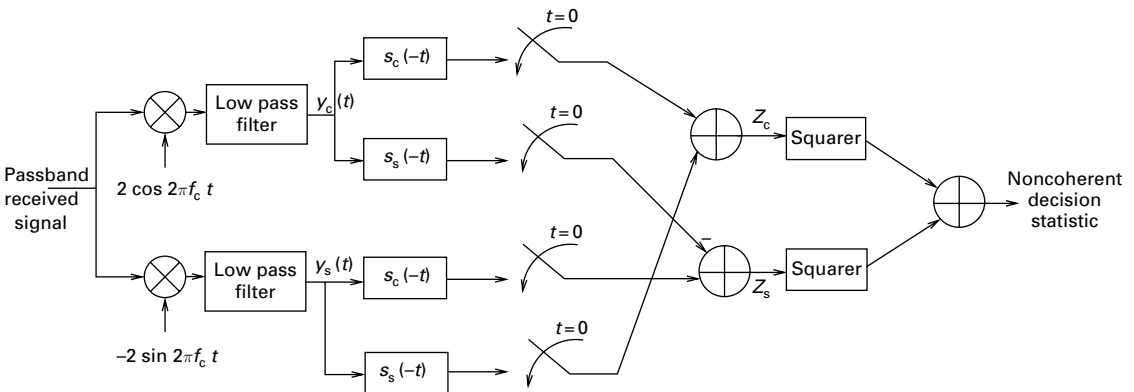 t=0
s_c (–t)
Low pass
filter
y_c (t)
t=0
Z_c
Squarer
s_s (–t)
Passband
received
signal
2 cos 2πf_c t
Noncoherent
decision
statistic
t=0
–
Low pass
filter
y_s (t)
s_c (–t)
Squarer
Z_s
t=0
–2 sin 2πf_c t
s_s (–t)